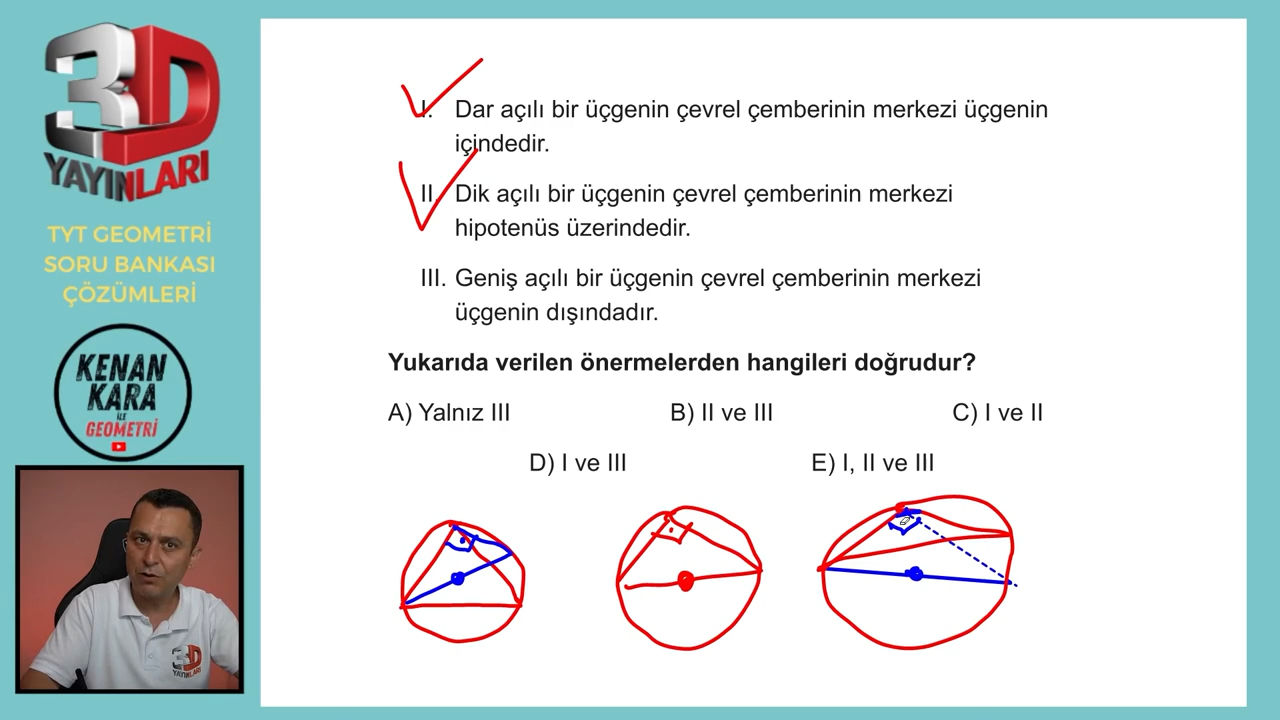 3D
YAYINLARI
TYT GEOMETRİ
SORU BANKASI
ÇÖZÜMLERİ
KENAN
KARA
İLE
GEOMETRİ
3D
YAYINLARI
I. Dar açılı bir üçgenin çevrel çemberinin merkezi üçgenin
içindedir.
II. Dik açılı bir üçgenin çevrel çemberinin merkezi
hipotenüs üzerindedir.
III. Geniş açılı bir üçgenin çevrel çemberinin merkezi
üçgenin dışındadır.
Yukarıda verilen önermelerden hangileri doğrudur?
A) Yalnız III B) II ve III C) I ve II
D) I ve III E) I, II ve III